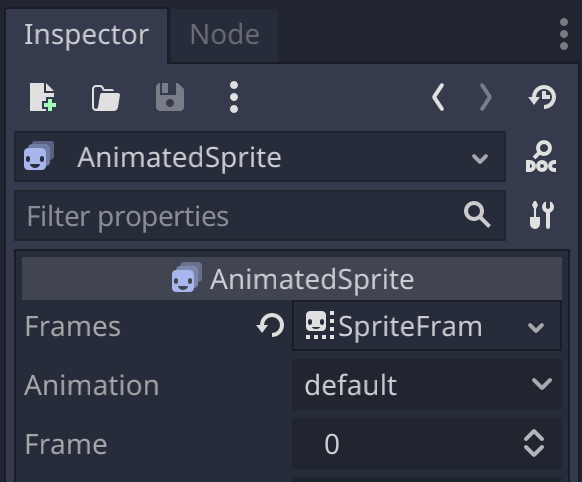 Inspector Node
AnimatedSprite
DOC
Filter properties
AnimatedSprite
Frames SpriteFram
Animation default
Frame 0